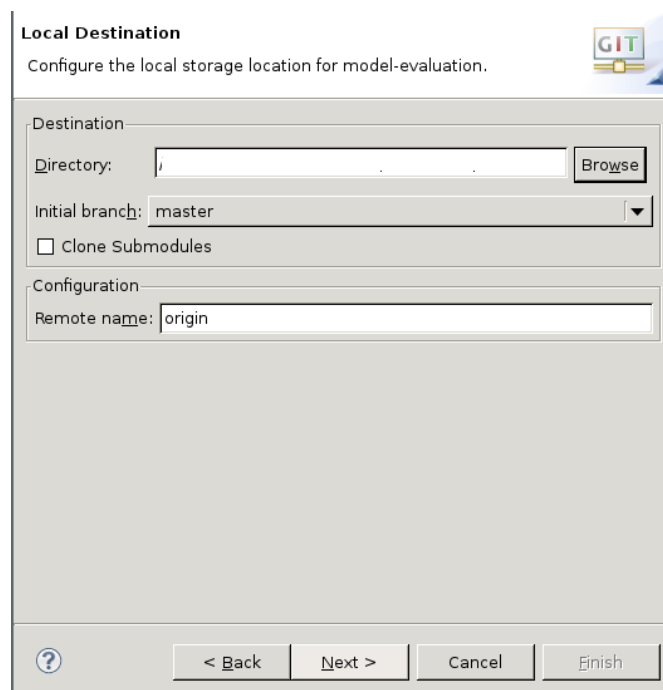 Local Destination
GIT
Configure the local storage location for model-evaluation.
Destination
Directory:
Browse
Initial branch: master
Clone Submodules
Configuration
Remote name: origin
?
< Back
Next >
Cancel
Finish